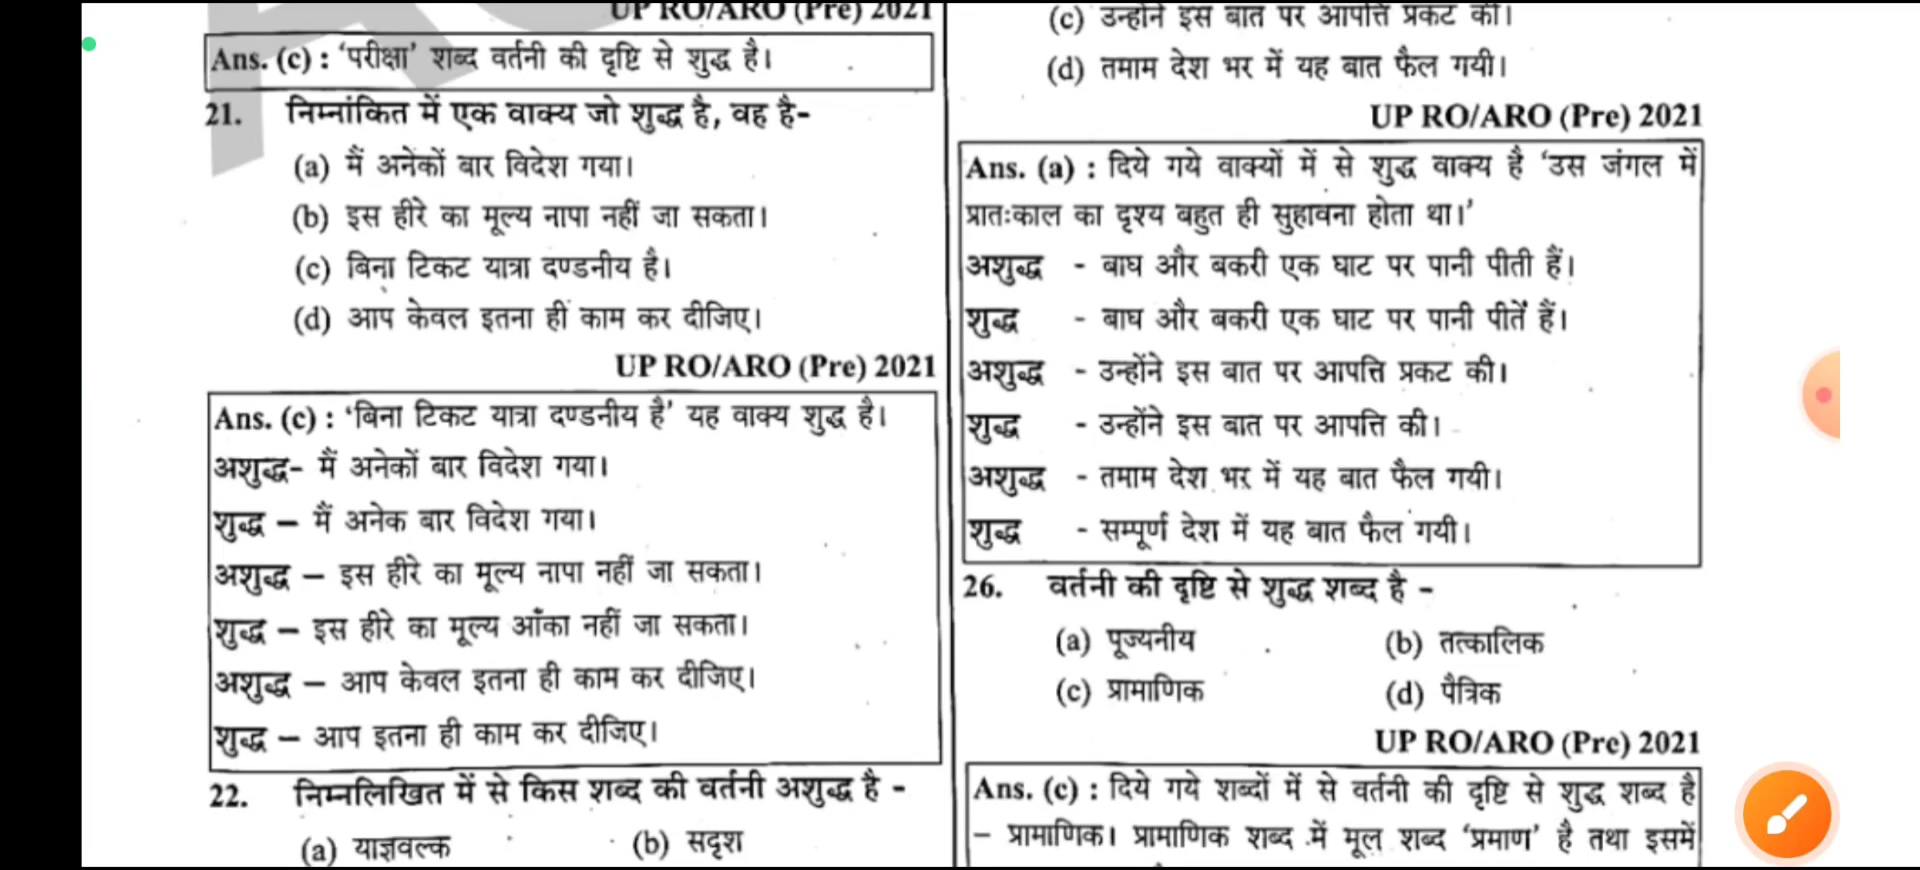 UP RO/ARO (Pre) 2021
Ans. (c) : ‘परीक्षा’ शब्द वर्तनी की दृष्टि से शुद्ध है।
21. निम्नांकित में एक वाक्य जो शुद्ध है, वह है-
(a) मैं अनेकों बार विदेश गया।
(b) इस हीरे का मूल्य नापा नहीं जा सकता।
(c) बिना टिकट यात्रा दण्डनीय है।
(d) आप केवल इतना हीं काम कर दीजिए।
UP RO/ARO (Pre) 2021
Ans. (c) : ‘बिना टिकट यात्रा दण्डनीय है’ यह वाक्य शुद्ध है।
अशुद्ध- मैं अनेकों बार विदेश गया।
शुद्ध – मैं अनेक बार विदेश गया।
अशुद्ध – इस हीरे का मूल्य नापा नहीं जा सकता।
शुद्ध – इस हीरे का मूल्य आँका नहीं जा सकता।
अशुद्ध – आप केवल इतना ही काम कर दीजिए।
शुद्ध – आप इतना ही काम कर दीजिए।
22. निम्नलिखित में से किस शब्द की वर्तनी अशुद्ध है -
(a) याज्ञवल्क (b) सदृश
(c) उन्होंने इस बात पर आपत्ति प्रकट की।
(d) तमाम देश भर में यह बात फैल गयी।
UP RO/ARO (Pre) 2021
Ans. (a) : दिये गये वाक्यों में से शुद्ध वाक्य है ‘उस जंगल में
प्रातःकाल का दृश्य बहुत ही सुहावना होता था।’
अशुद्ध - बाघ और बकरी एक घाट पर पानी पीती हैं।
शुद्ध - बाघ और बकरी एक घाट पर पानी पीतें हैं।
अशुद्ध - उन्होंने इस बात पर आपत्ति प्रकट की।
शुद्ध - उन्होंने इस बात पर आपत्ति की।
अशुद्ध - तमाम देश भर में यह बात फैल गयी।
शुद्ध - सम्पूर्ण देश में यह बात फैल गयी।
26. वर्तनी की दृष्टि से शुद्ध शब्द है -
(a) पूज्यनीय (b) तत्कालिक
(c) प्रामाणिक (d) पैत्रिक
UP RO/ARO (Pre) 2021
Ans. (c) : दिये गये शब्दों में से वर्तनी की दृष्टि से शुद्ध शब्द है
– प्रामाणिक। प्रामाणिक शब्द में मूल शब्द ‘प्रमाण’ है तथा इसमें